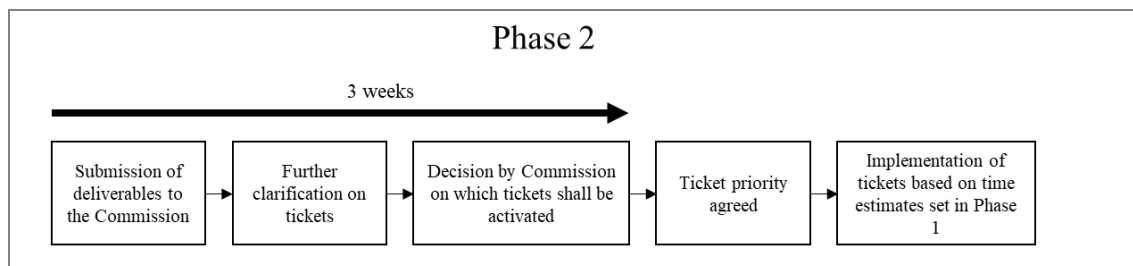 Phase 2
3 weeks
Submission of
deliverables to
the Commission
Further
clarification on
tickets
Decision by Commission
on which tickets shall be
activated
Ticket priority
agreed
Implementation of
tickets based on time
estimates set in Phase
1